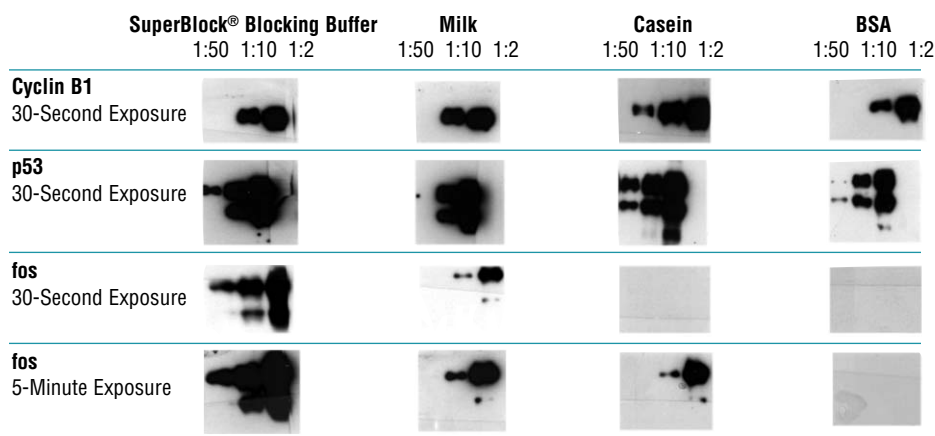 SuperBlock® Blocking Buffer Milk Casein BSA
1:50 1:10 1:2 1:50 1:10 1:2 1:50 1:10 1:2 1:50 1:10 1:2
Cyclin B1
30-Second Exposure
p53
30-Second Exposure
fos
30-Second Exposure
fos
5-Minute Exposure